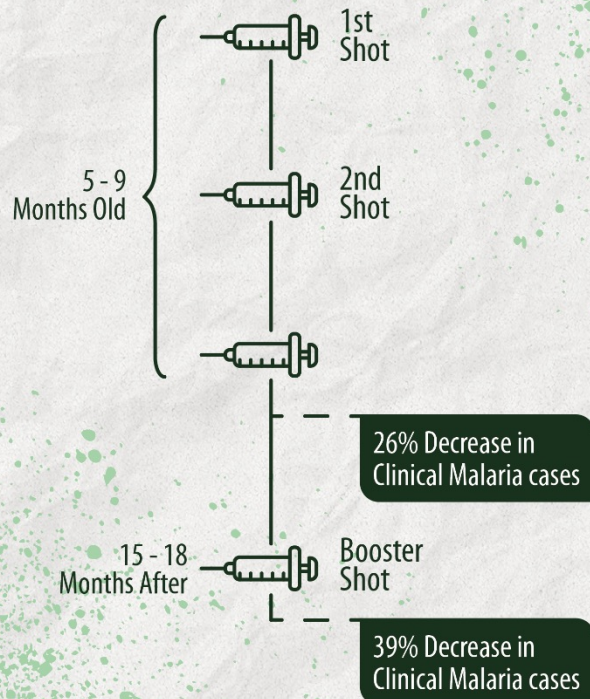 1st
Shot
5 - 9
Months Old
2nd
Shot
26% Decrease in
Clinical Malaria cases
15 - 18
Months After
Booster
Shot
39% Decrease in
Clinical Malaria cases